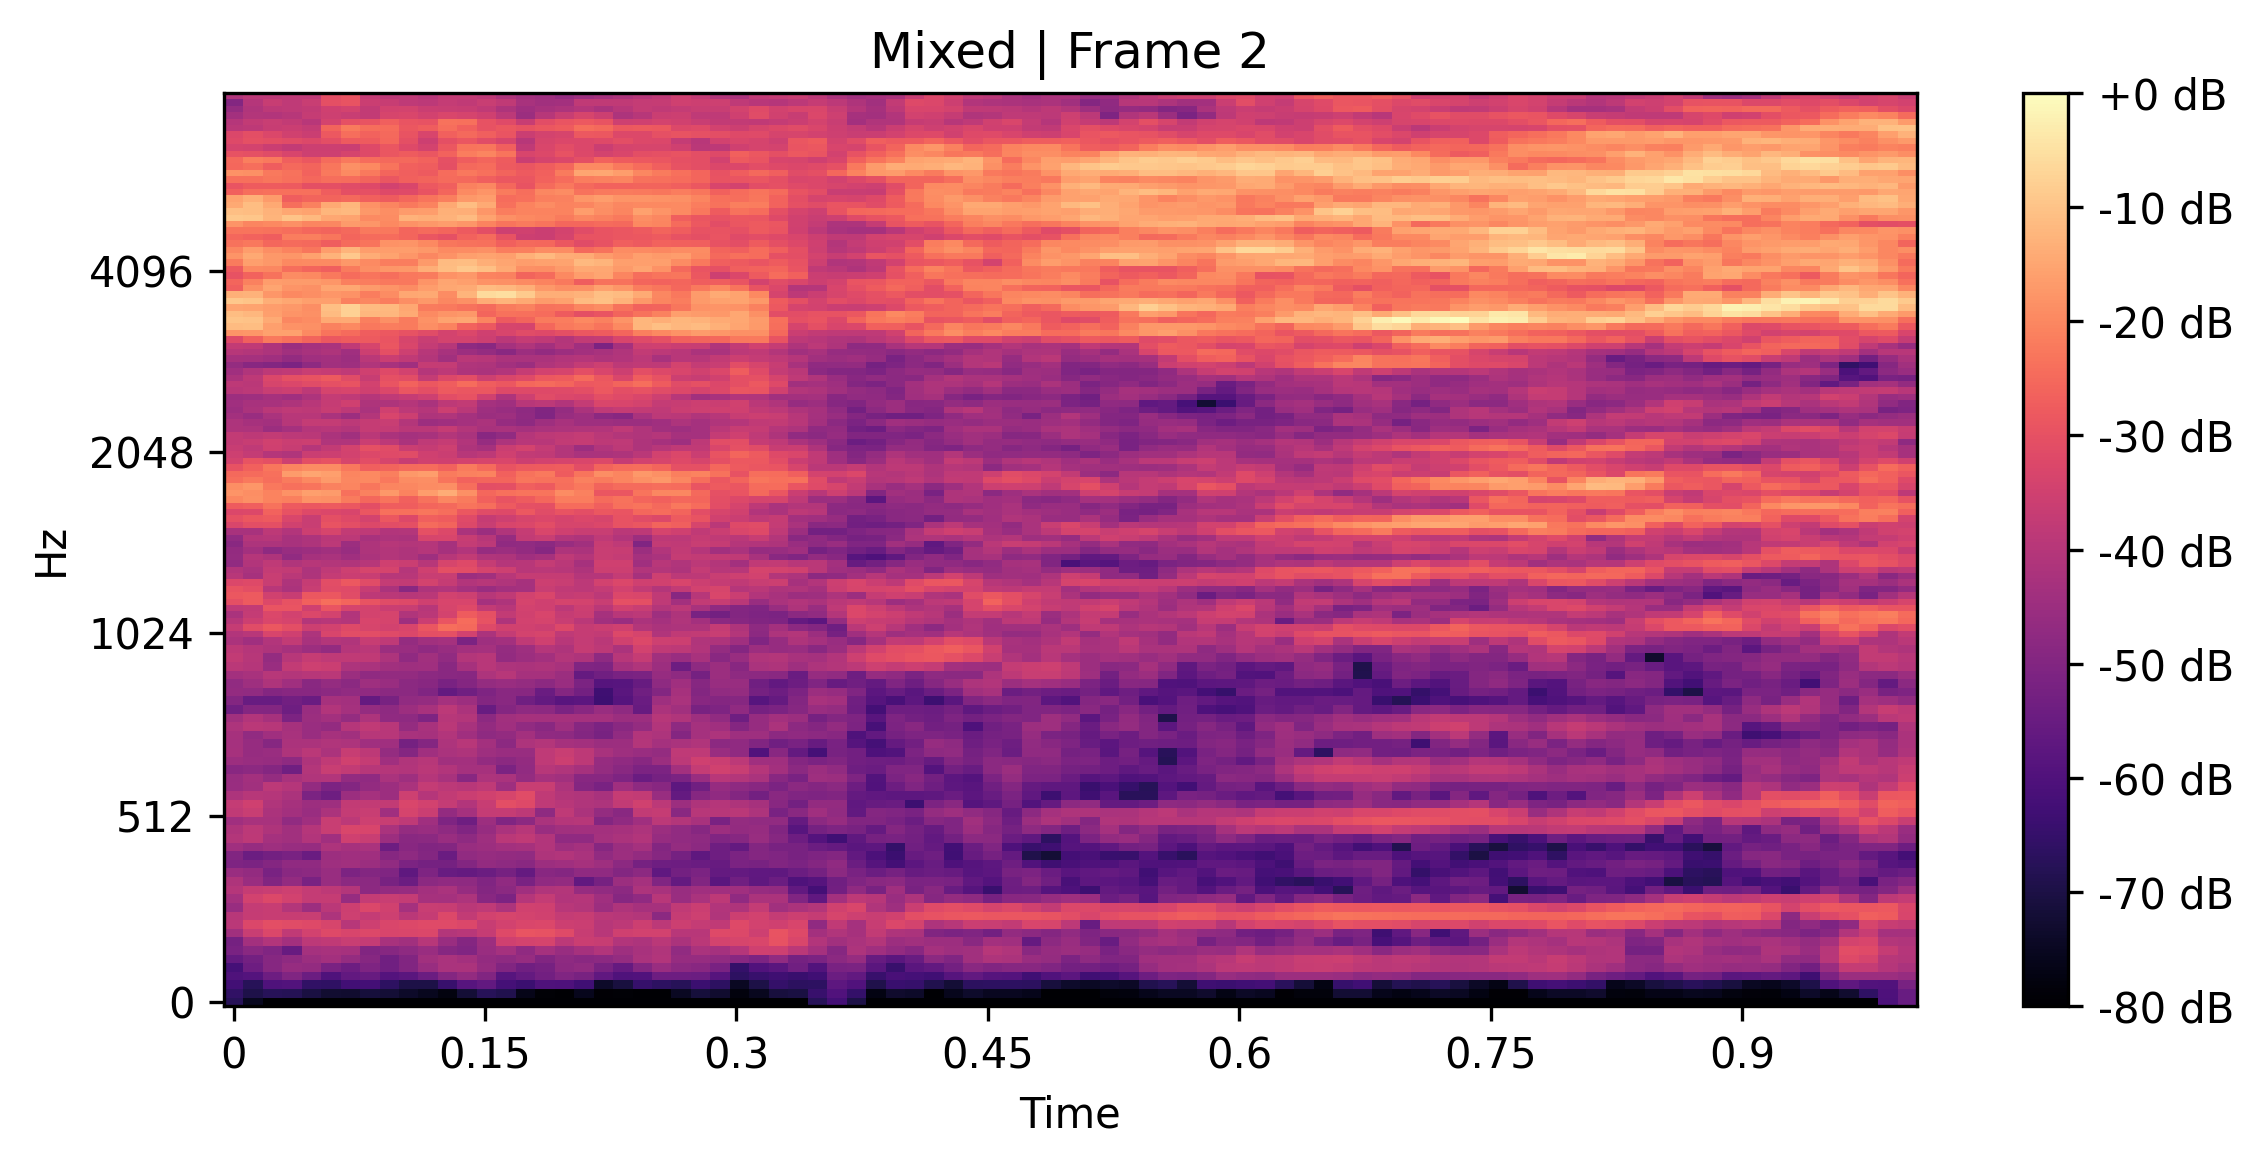 Mixed | Frame 2
+0 dB
-10 dB
-20 dB
-30 dB
-40 dB
-50 dB
-60 dB
-70 dB
-80 dB
Hz
4096
2048
1024
512
0
0 0.15 0.3 0.45 0.6 0.75 0.9
Time